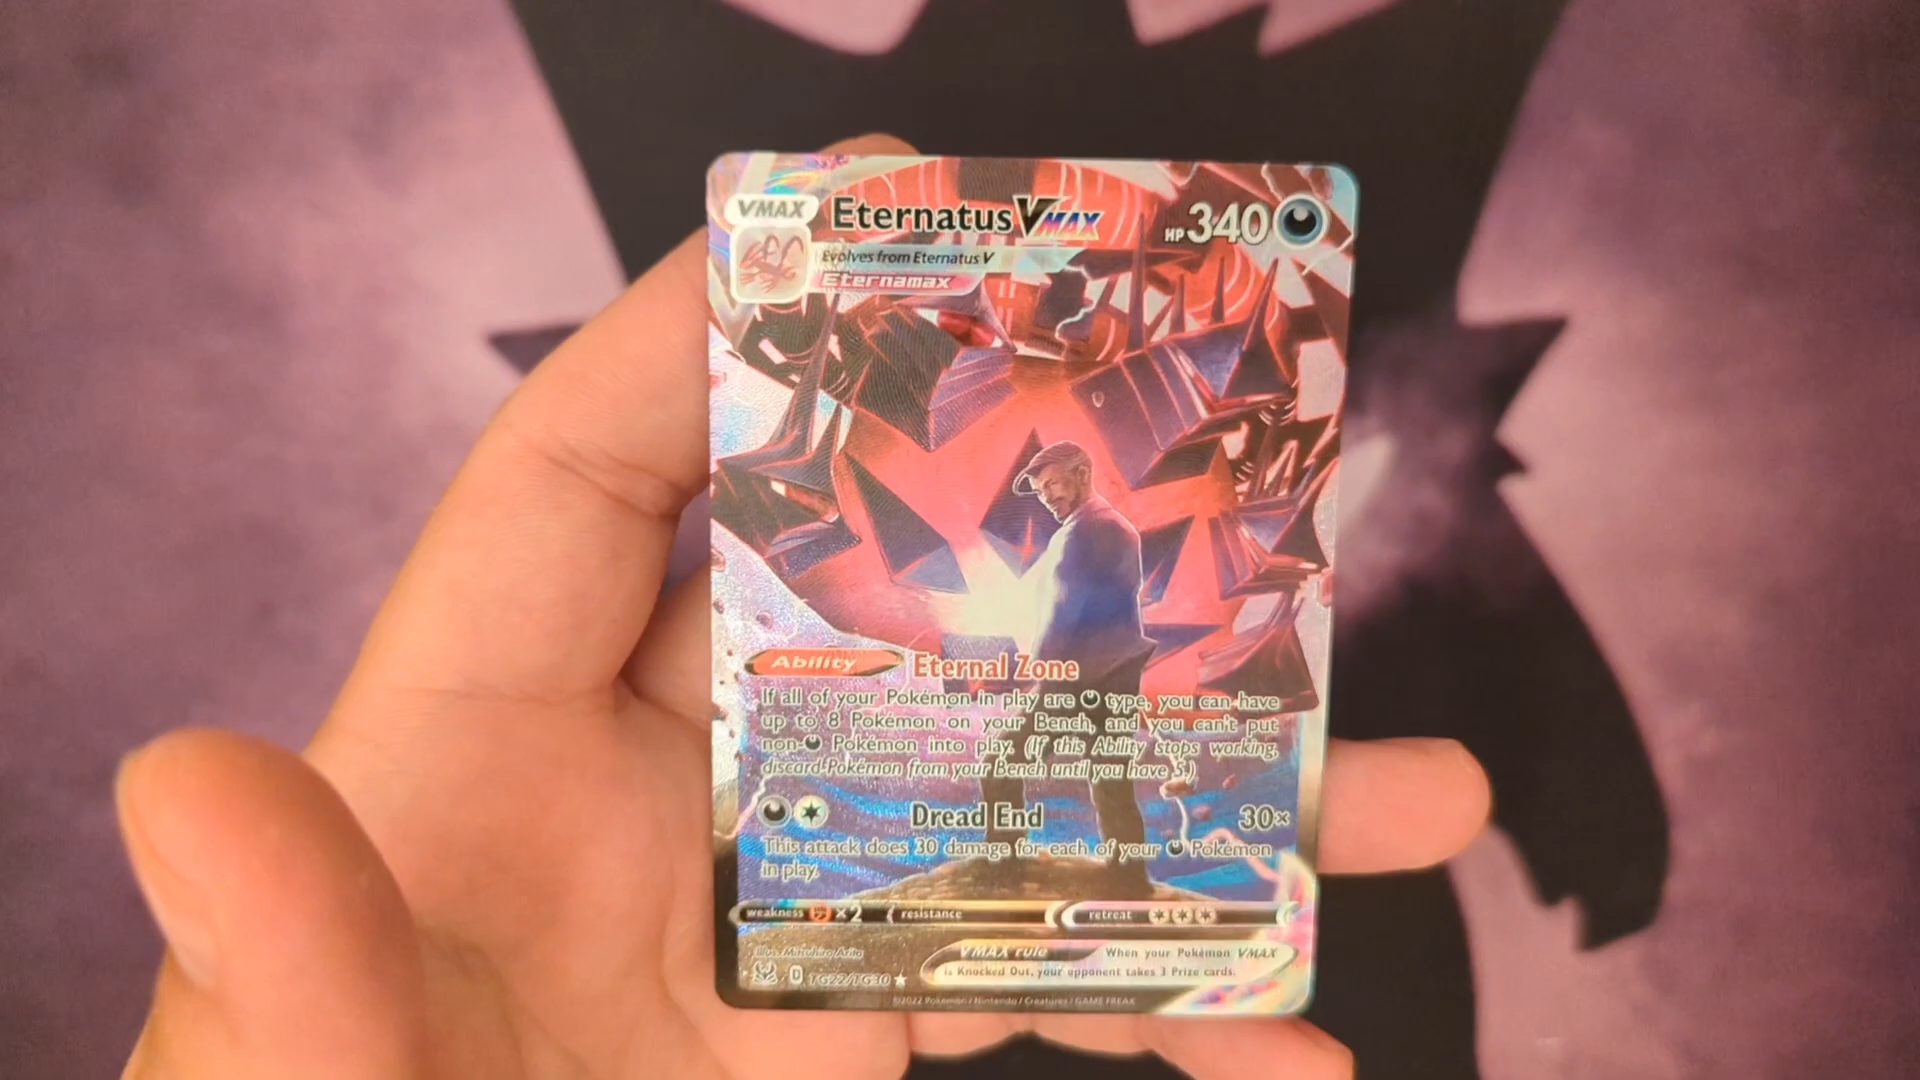 VMAX
Eternatus VMAX HP 340
Evolves from Eternatus V
Eternamax
Ability Eternal Zone
If all of your Pokémon in play are type, you can have
up to 8 Pokémon on your Bench, and you can't put
non- Pokémon into play. (If this Ability stops working,
discard Pokémon from your Bench until you have 5.)
Dread End 30×
This attack does 30 damage for each of your Pokémon
in play.
weakness ×2 resistance retreat
Illus. Mitsuhiro Arita
VMAX rule When your Pokémon VMAX
is Knocked Out, your opponent takes 3 Prize cards.
D TG22/TG30
©2022 Pokémon / Nintendo / Creatures / GAME FREAK